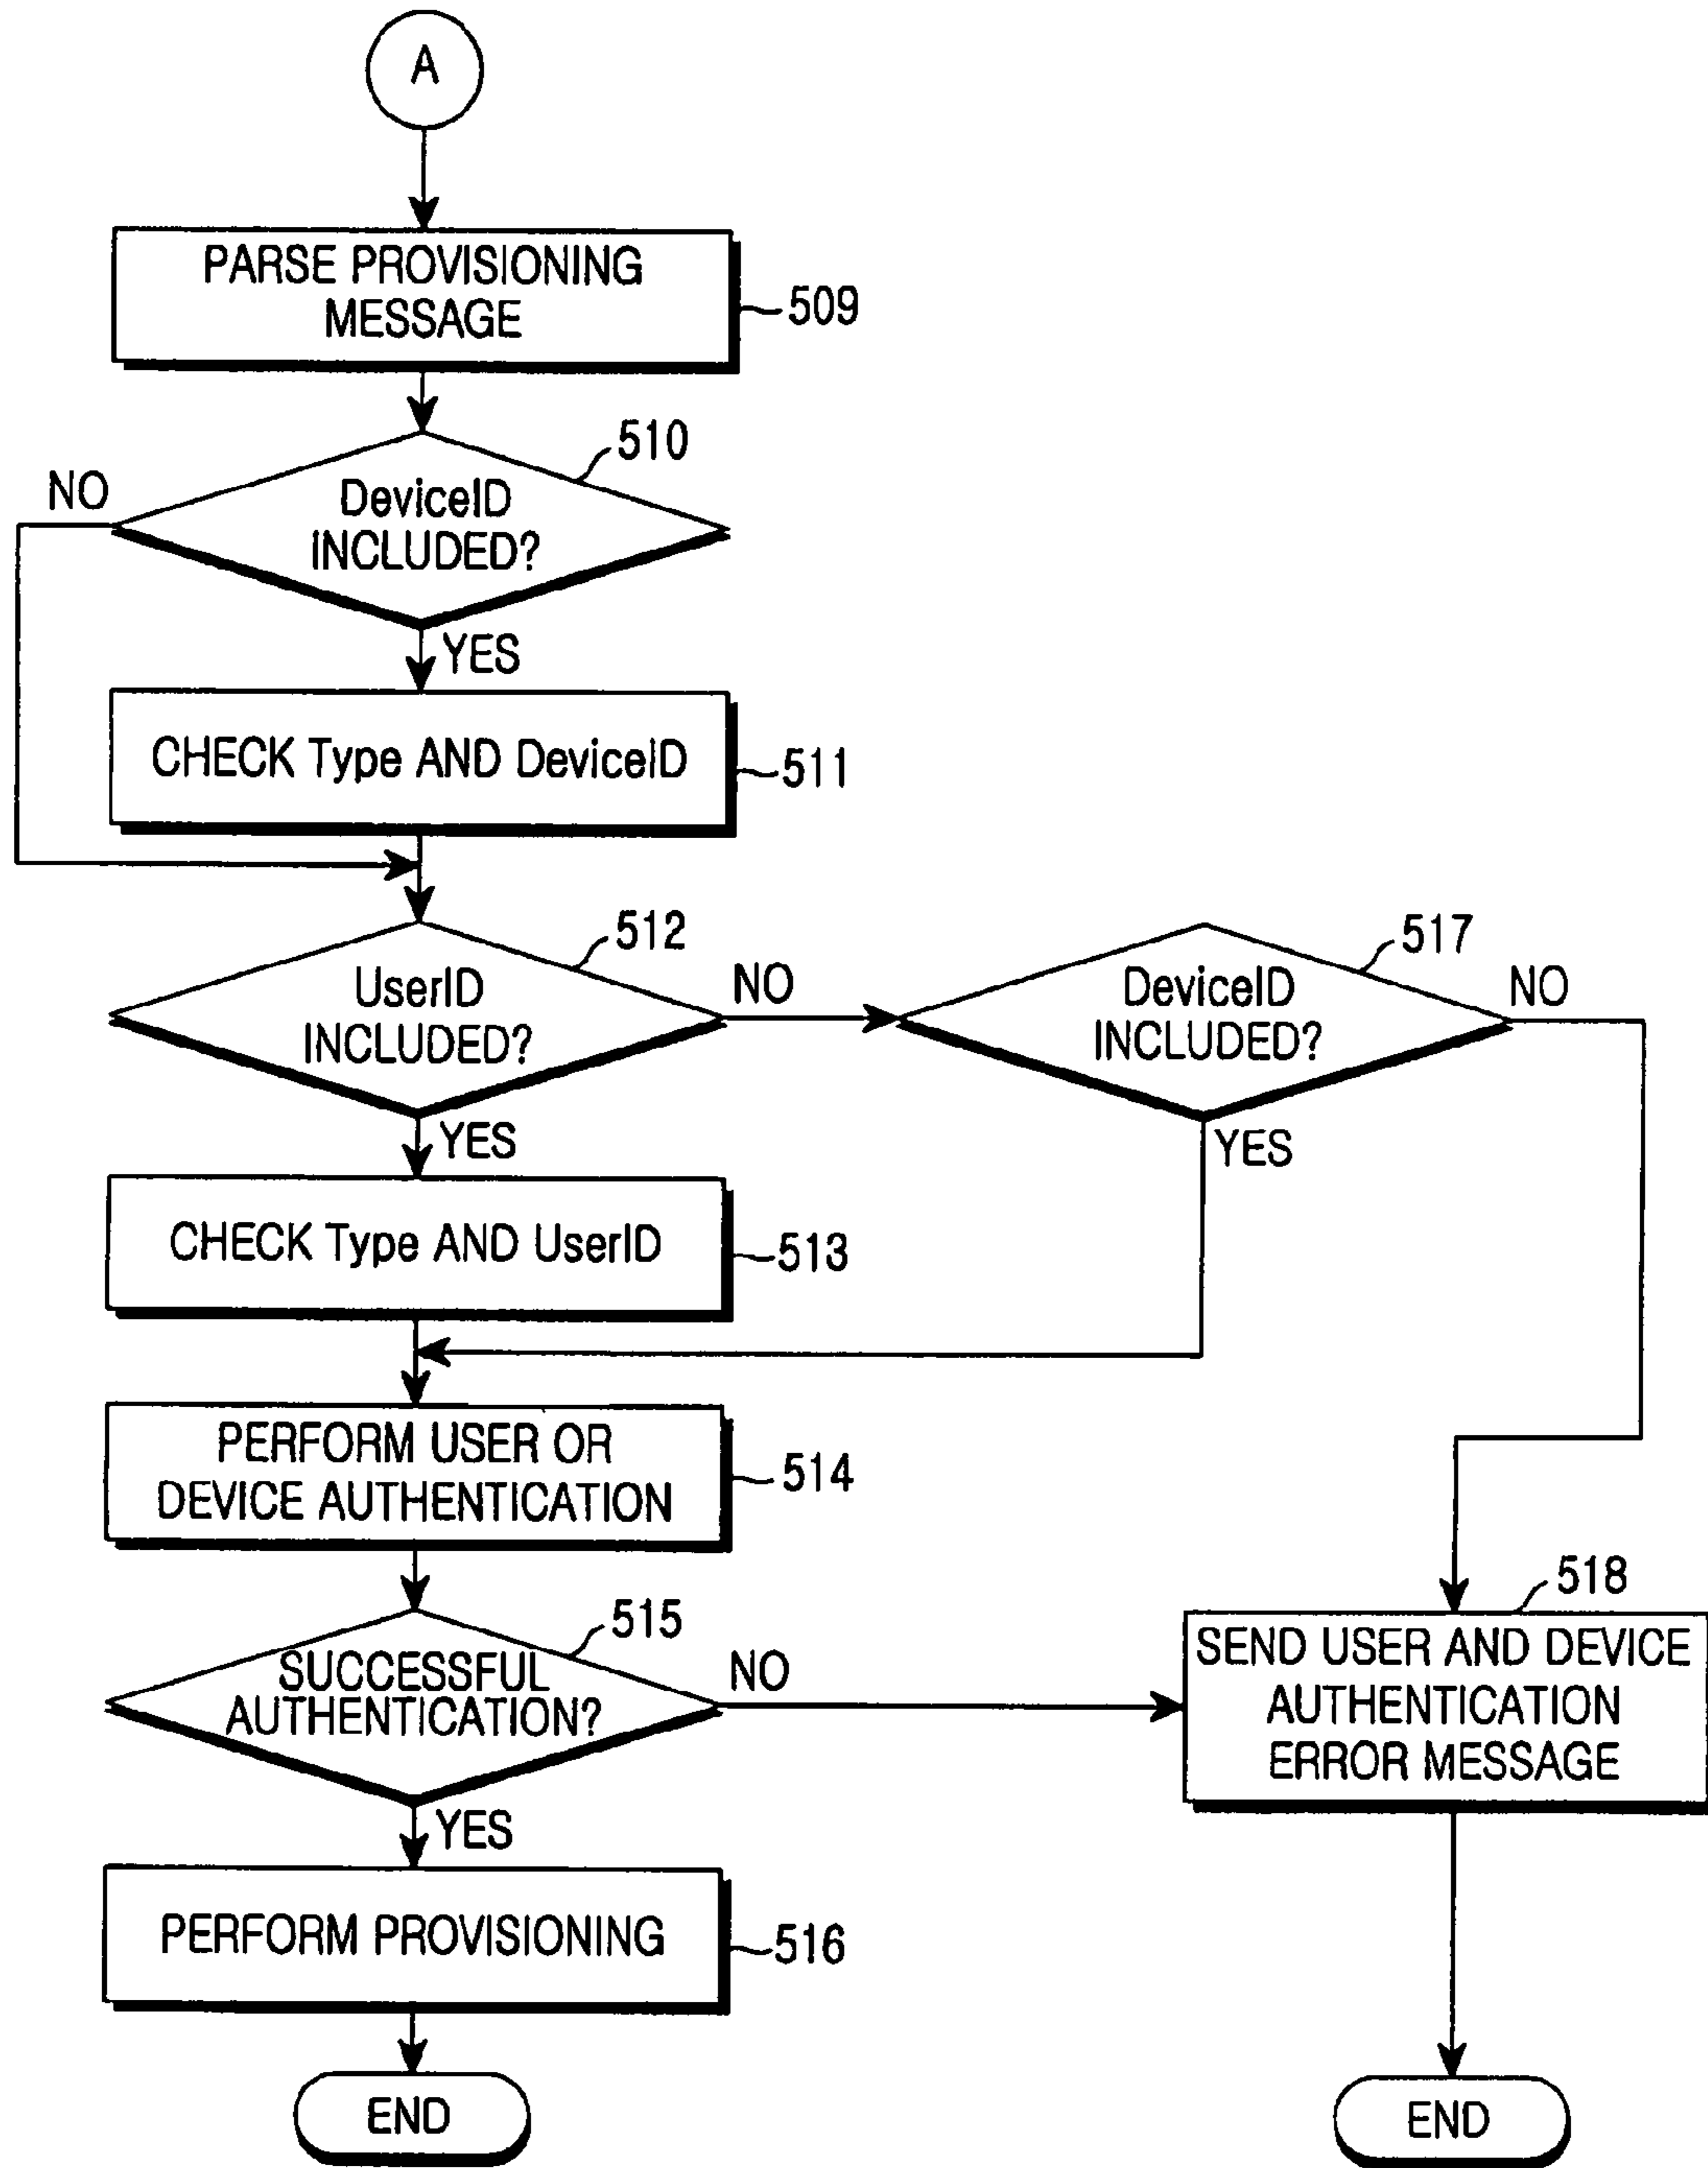 A
PARSE PROVISIONING
MESSAGE
509
510
NO
DeviceID
INCLUDED?
YES
CHECK Type AND DeviceID
511
512
UserID
INCLUDED?
NO
517
DeviceID
INCLUDED?
NO
YES
YES
CHECK Type AND UserID
513
PERFORM USER OR
DEVICE AUTHENTICATION
514
515
SUCCESSFUL
AUTHENTICATION?
NO
518
SEND USER AND DEVICE
AUTHENTICATION
ERROR MESSAGE
YES
PERFORM PROVISIONING
516
END
END